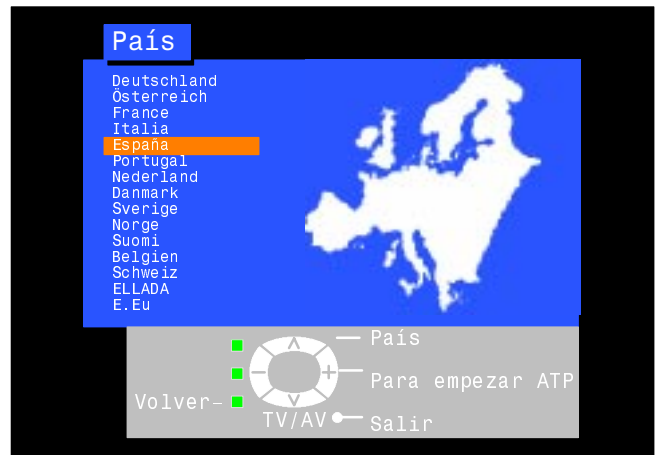 País
Deutschland
Österreich
France
Italia
España
Portugal
Nederland
Danmark
Sverige
Norge
Suomi
Belgien
Schweiz
ELLADA
E.Eu
País
Para empezar ATP
Volver
TV/AV
Salir